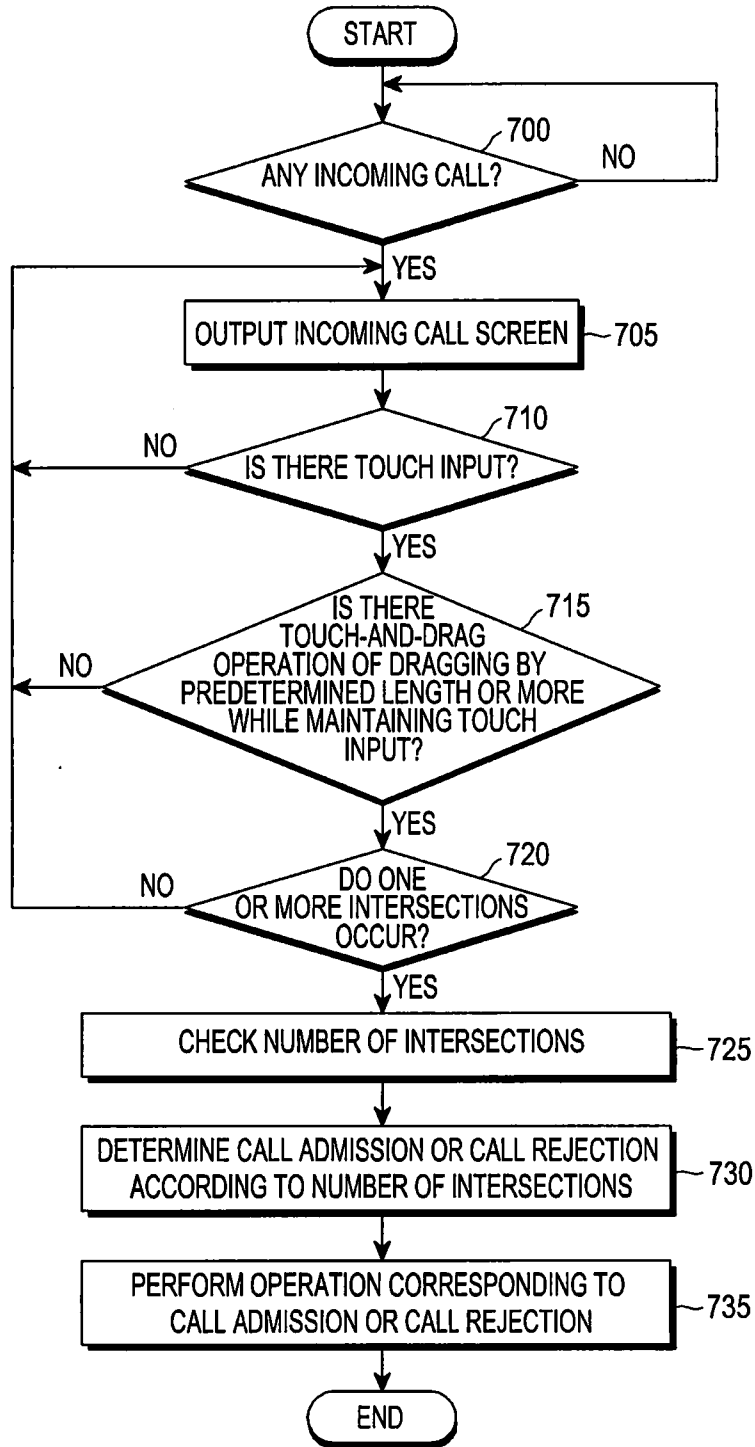 START
700
ANY INCOMING CALL?
NO
YES
OUTPUT INCOMING CALL SCREEN
705
710
NO
IS THERE TOUCH INPUT?
YES
715
IS THERE
TOUCH-AND-DRAG
OPERATION OF DRAGGING BY
PREDETERMINED LENGTH OR MORE
WHILE MAINTAINING TOUCH
INPUT?
NO
YES
720
NO
DO ONE
OR MORE INTERSECTIONS
OCCUR?
YES
CHECK NUMBER OF INTERSECTIONS
725
DETERMINE CALL ADMISSION OR CALL REJECTION
ACCORDING TO NUMBER OF INTERSECTIONS
730
PERFORM OPERATION CORRESPONDING TO
CALL ADMISSION OR CALL REJECTION
735
END